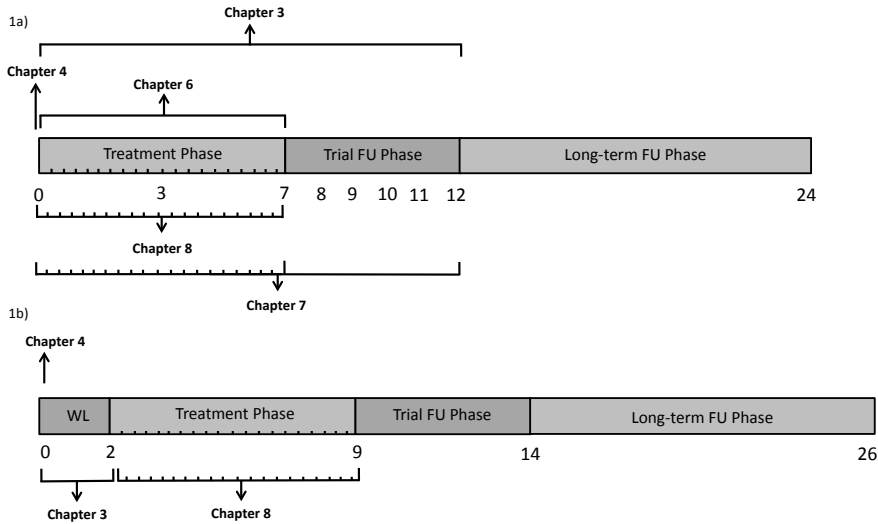 1a)
Chapter 3
Chapter 4
Chapter 6
Treatment Phase Trial FU Phase Long-term FU Phase
0 3 7 8 9 10 11 12 24
Chapter 8
Chapter 7
1b)
Chapter 4
WL Treatment Phase Trial FU Phase Long-term FU Phase
0 2 9 14 26
Chapter 3 Chapter 8